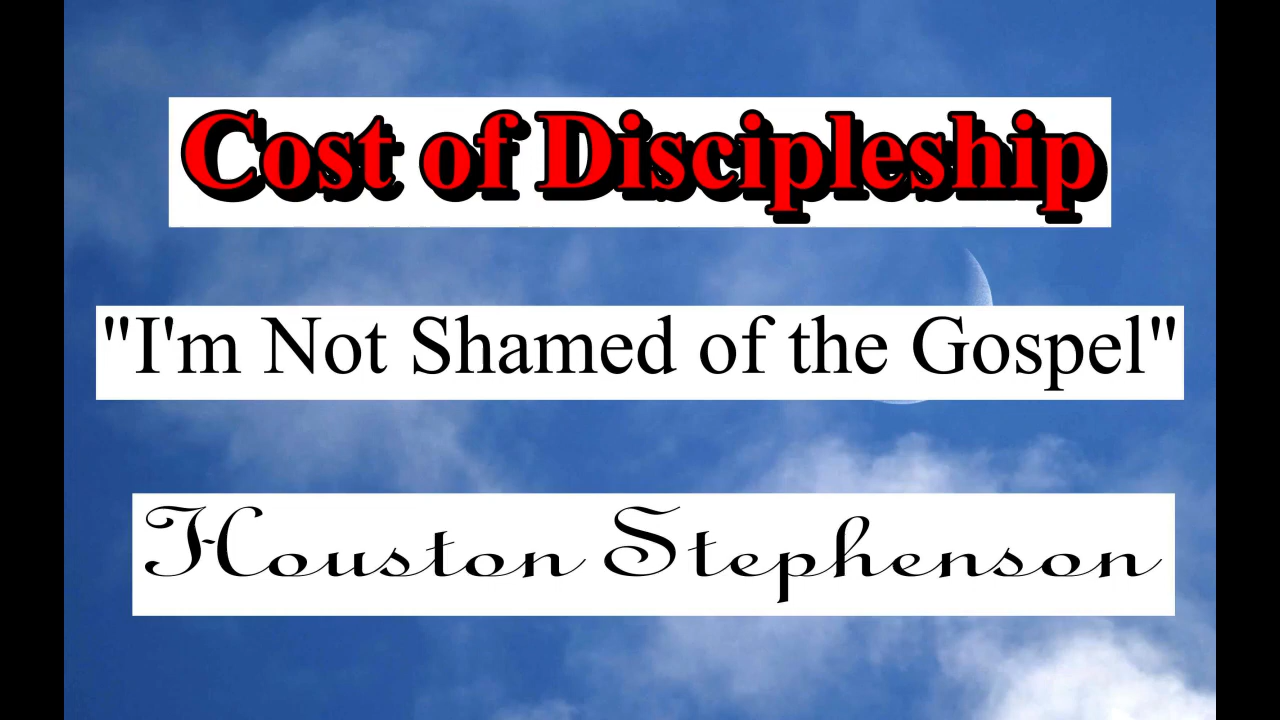 Cost of Discipleship
"I'm Not Shamed of the Gospel"
Houston Stephenson